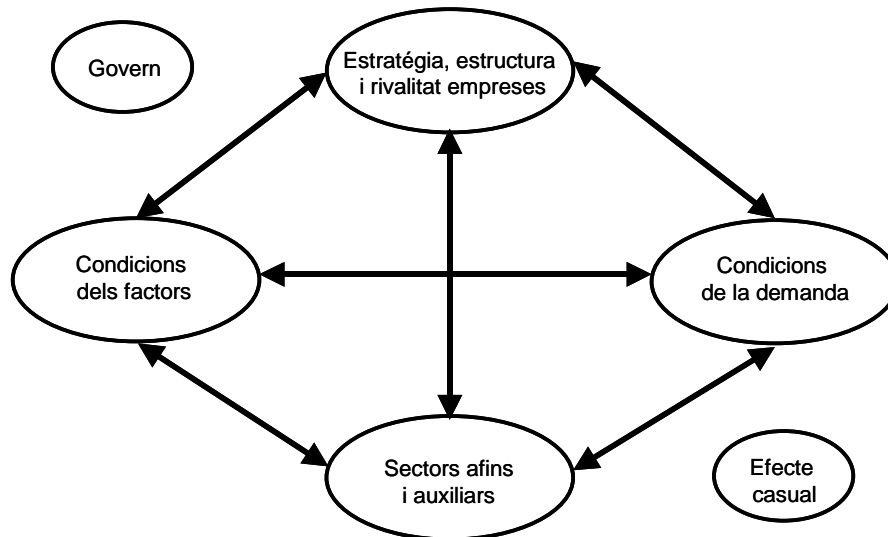 Govern
Estratégia, estructura
i rivalitat empreses
Condicions
dels factors
Condicions
de la demanda
Sectors afins
i auxiliars
Efecte
casual